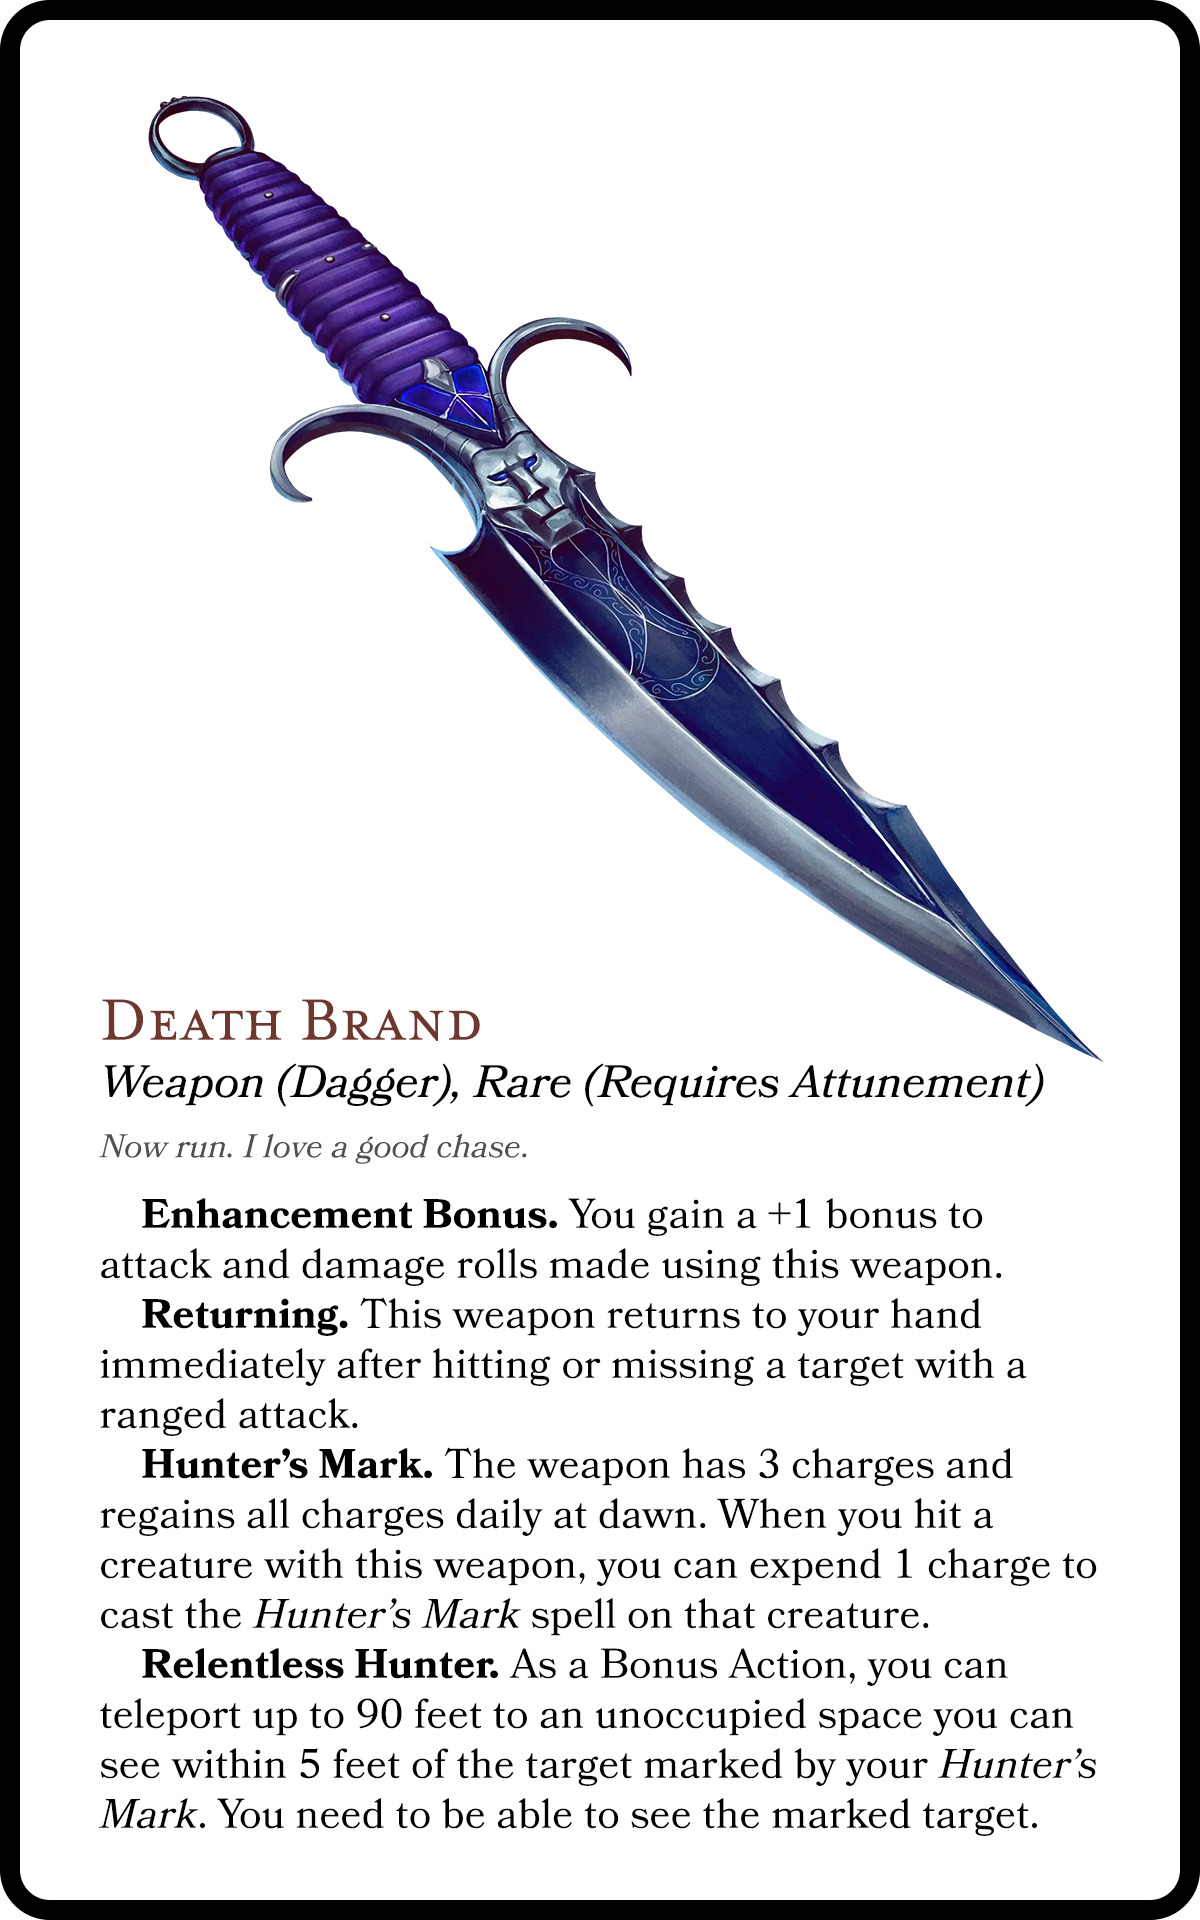 Death Brand
Weapon (Dagger), Rare (Requires Attunement)
Now run. I love a good chase.
Enhancement Bonus. You gain a +1 bonus to
attack and damage rolls made using this weapon.
Returning. This weapon returns to your hand
immediately after hitting or missing a target with a
ranged attack.
Hunter’s Mark. The weapon has 3 charges and
regains all charges daily at dawn. When you hit a
creature with this weapon, you can expend 1 charge to
cast the Hunter’s Mark spell on that creature.
Relentless Hunter. As a Bonus Action, you can
teleport up to 90 feet to an unoccupied space you can
see within 5 feet of the target marked by your Hunter’s
Mark. You need to be able to see the marked target.